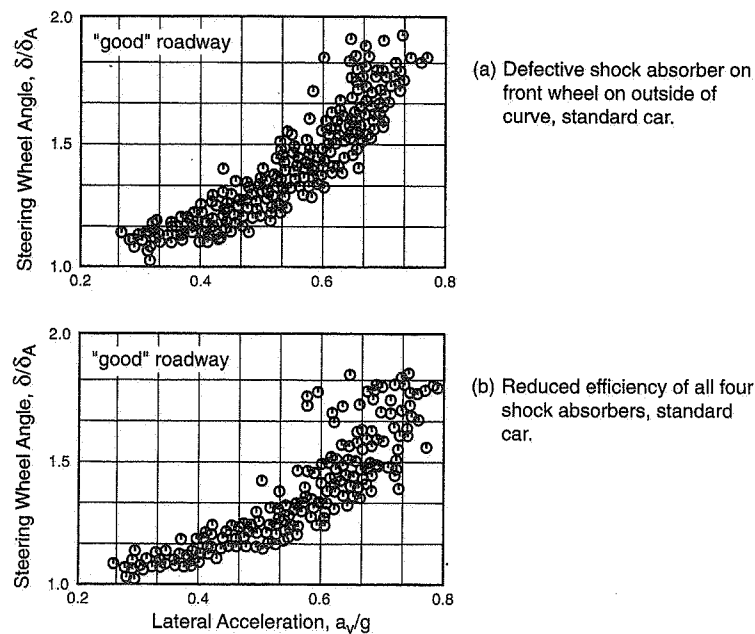 2.0
"good" roadway
Steering Wheel Angle, δ/δA
1.5
1.0
0.2
0.4
0.6
0.8
(a) Defective shock absorber on
front wheel on outside of
curve, standard car.
2.0
"good" roadway
Steering Wheel Angle, δ/δA
1.5
1.0
0.2
0.4
0.6
0.8
Lateral Acceleration, ay/g
(b) Reduced efficiency of all four
shock absorbers, standard
car.